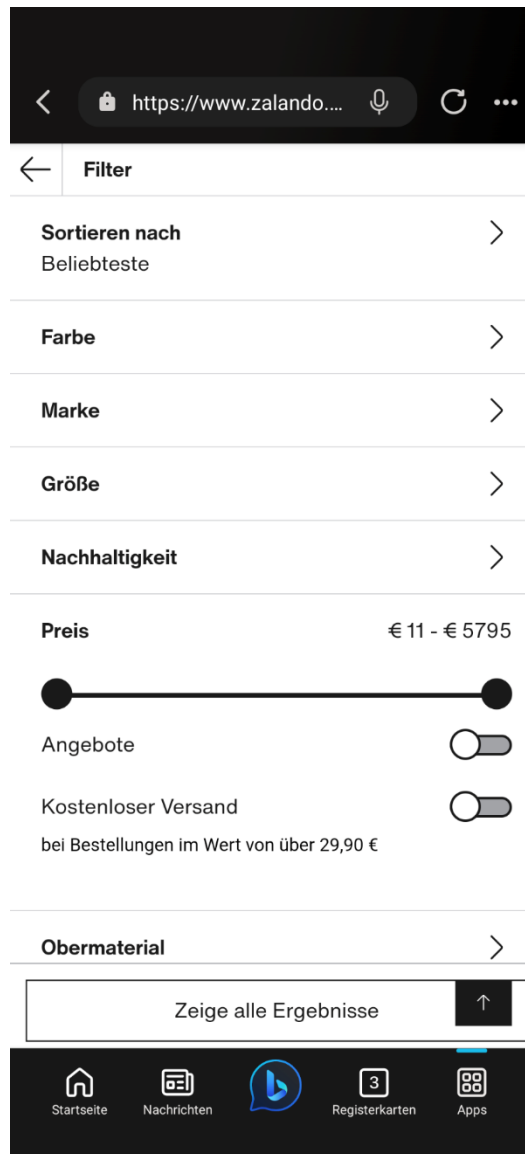 https://www.zalando....
Filter
Sortieren nach
Beliebteste
Farbe
Marke
Größe
Nachhaltigkeit
Preis € 11 - € 5795
Angebote
Kostenloser Versand
bei Bestellungen im Wert von über 29,90 €
Obermaterial
Zeige alle Ergebnisse
3
Startseite Nachrichten Registerkarten Apps